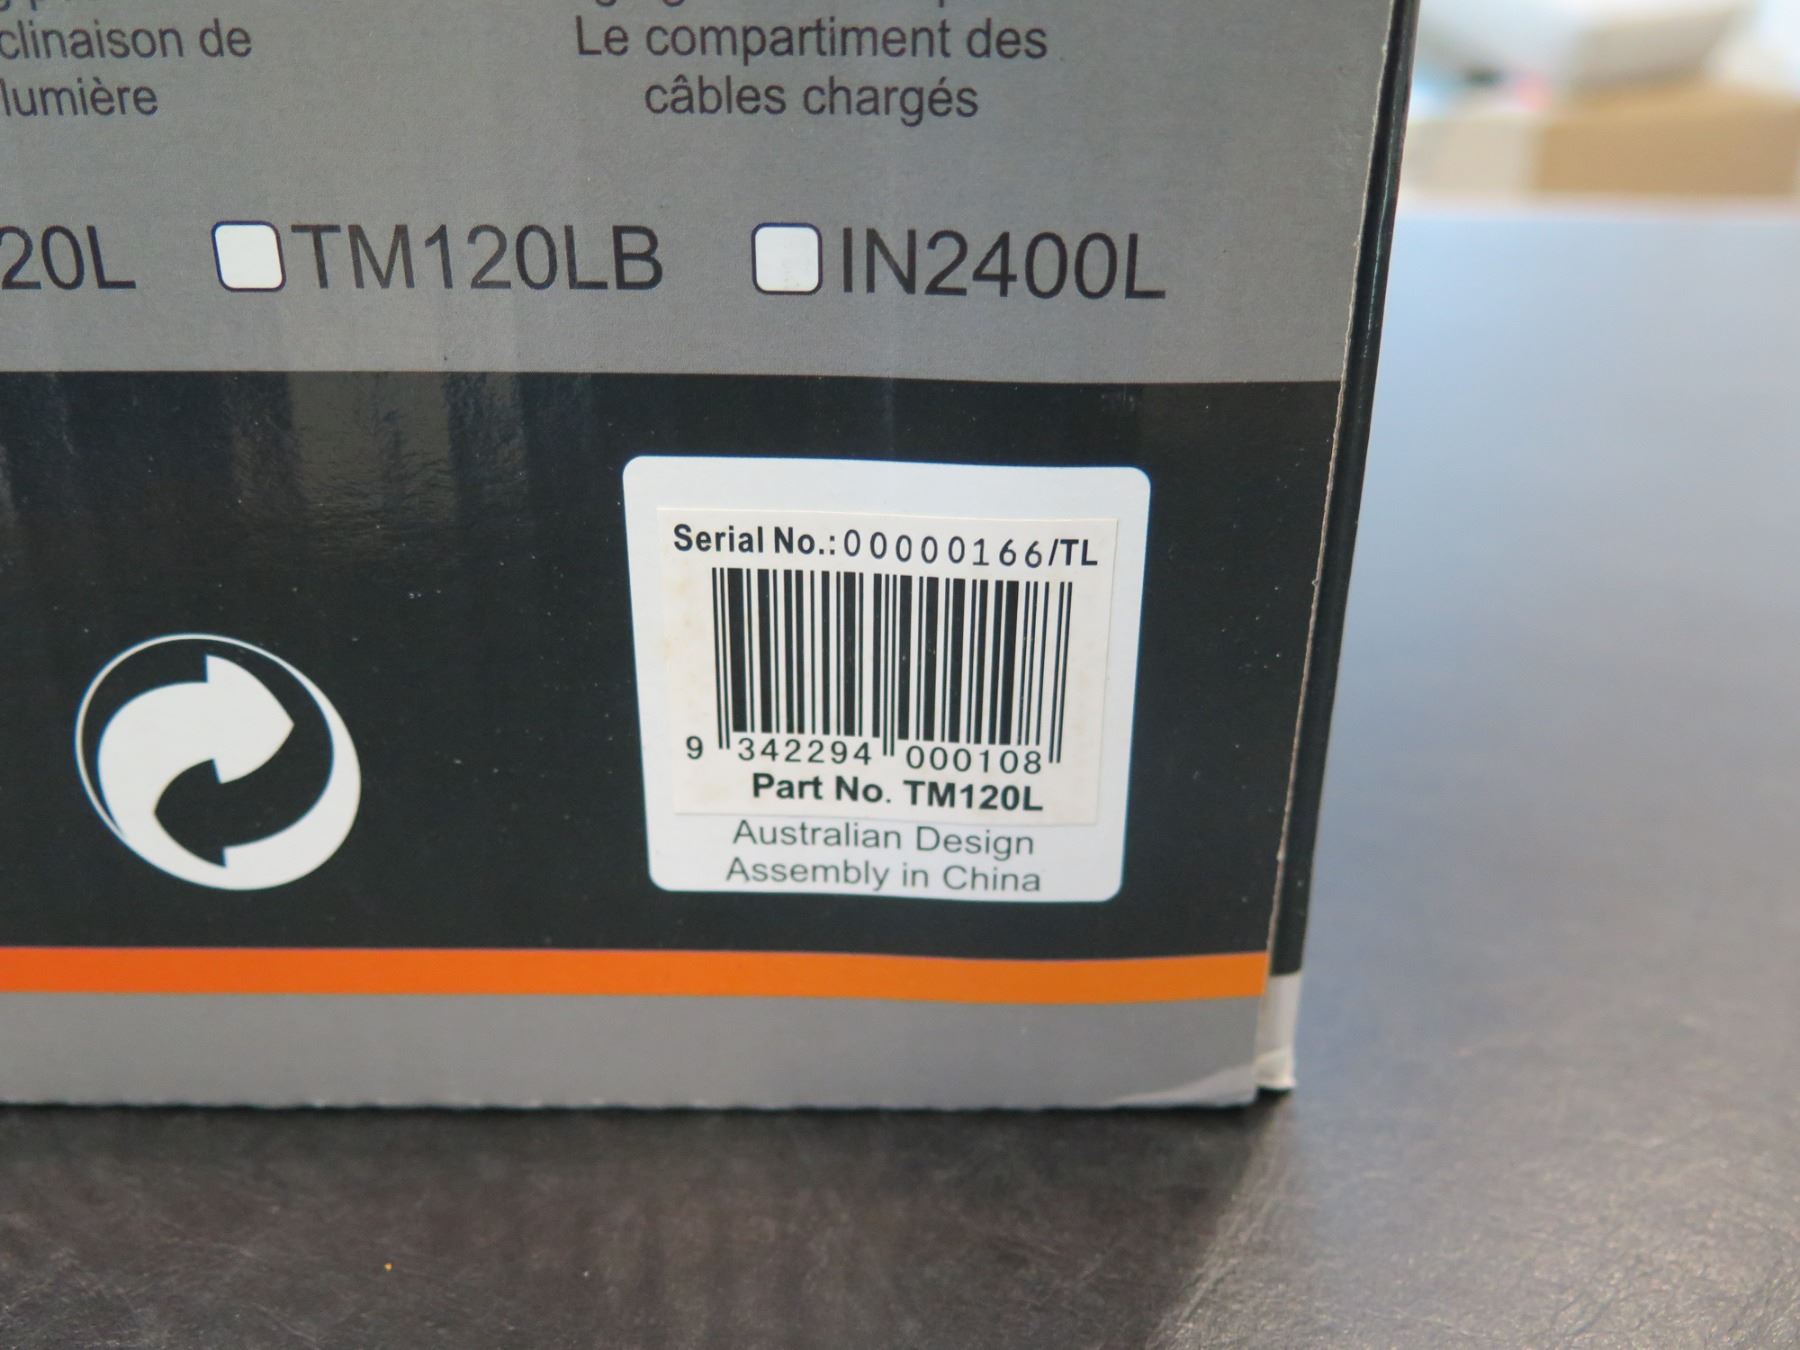 clinaison de
lumière
Le compartiment des
câbles chargés
20L
TM120LB
IN2400L
Serial No.:00000166/TL
9 342294 000108
Part No. TM120L
Australian Design
Assembly in China